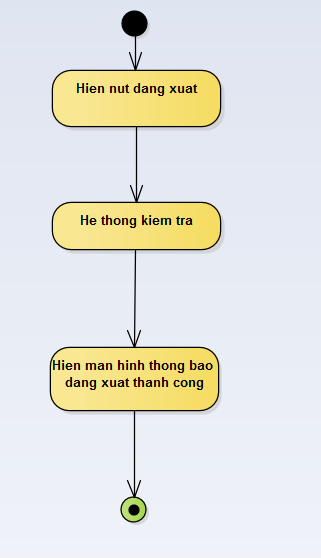 Hien nut dang xuat
He thong kiem tra
Hien man hinh thong bao
dang xuat thanh cong